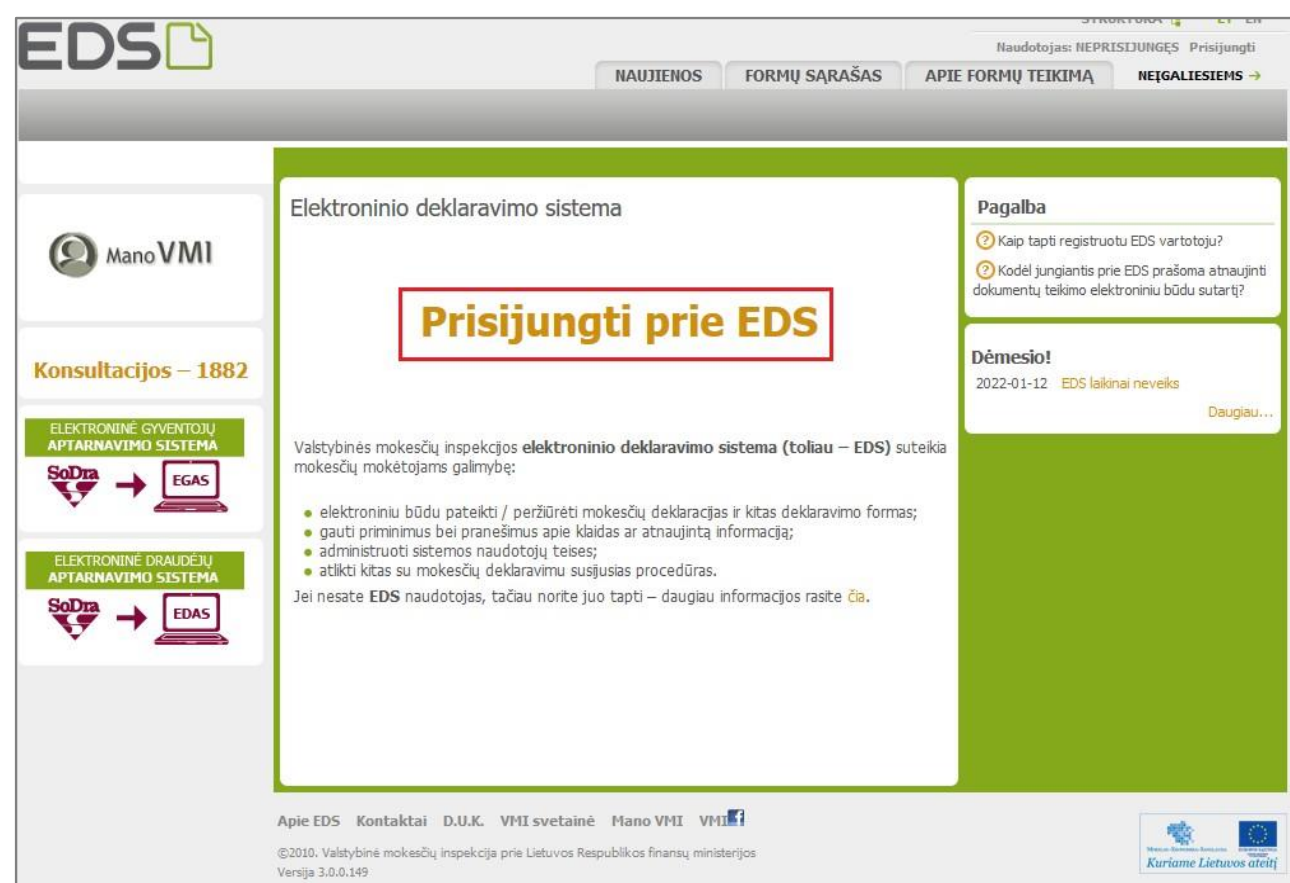 EDS
STRUKTŪRA LT EN
Naudotojas: NEPRISIJUNGĘS Prisijungti
NAUJIENOS FORMŲ SĄRAŠAS APIE FORMŲ TEIKIMĄ NEĮGALIESIEMS →
Mano VMI
Konsultacijos – 1882
ELEKTRONINĖ GYVENTOJŲ
APTARNAVIMO SISTEMA
SoDra → EGAS
ELEKTRONINĖ DRAUDĖJŲ
APTARNAVIMO SISTEMA
SoDra → EDAS
Elektroninio deklaravimo sistema
Prisijungti prie EDS
Valstybinės mokesčių inspekcijos elektroninio deklaravimo sistema (toliau – EDS) suteikia
mokesčių mokėtojams galimybę:
• elektroniniu būdu pateikti / peržiūrėti mokesčių deklaracijas ir kitas deklaravimo formas;
• gauti priminimus bei pranešimus apie klaidas ar atnaujintą informaciją;
• administruoti sistemos naudotojų teises;
• atlikti kitas su mokesčių deklaravimu susijusias procedūras.
Jei nesate EDS naudotojas, tačiau norite juo tapti – daugiau informacijos rasite čia.
Pagalba
? Kaip tapti registruotu EDS vartotoju?
? Kodėl jungiantis prie EDS prašoma atnaujinti
dokumentų teikimo elektroniniu būdu sutartį?
Dėmesio!
2022-01-12 EDS laikinai neveiks
Daugiau...
Apie EDS Kontaktai D.U.K. VMI svetainė Mano VMI VMI f
©2010. Valstybinė mokesčių inspekcija prie Lietuvos Respublikos finansų ministerijos
Versija 3.0.0.149
Kuriame Lietuvos ateitį